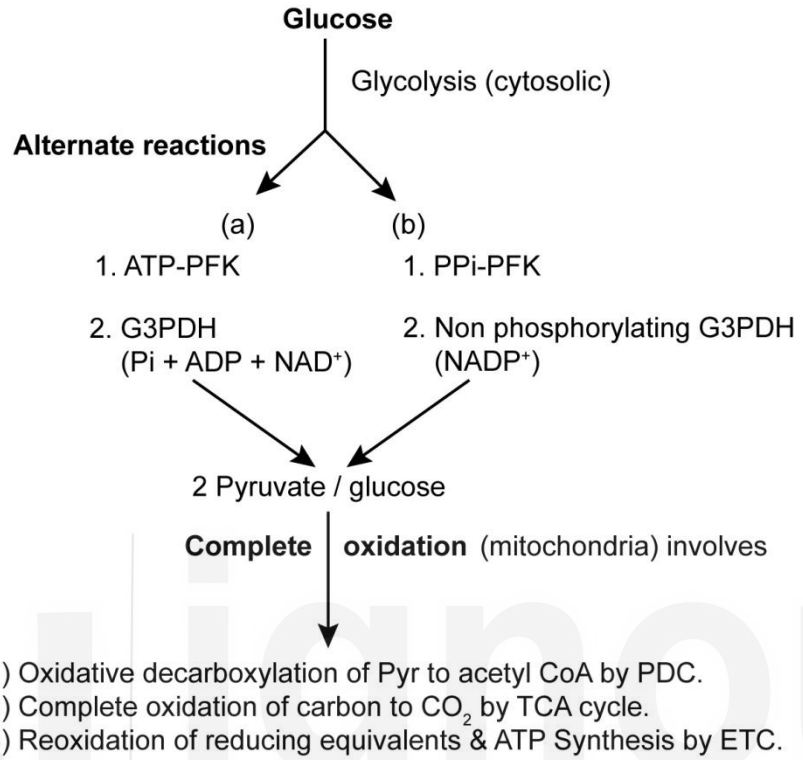 Glucose
Glycolysis (cytosolic)
Alternate reactions
(a)
(b)
1. ATP-PFK
1. PPi-PFK
2. G3PDH
(Pi + ADP + NAD⁺)
2. Non phosphorylating G3PDH
(NADP⁺)
2 Pyruvate / glucose
Complete oxidation (mitochondria) involves
) Oxidative decarboxylation of Pyr to acetyl CoA by PDC.
) Complete oxidation of carbon to CO₂ by TCA cycle.
) Reoxidation of reducing equivalents & ATP Synthesis by ETC.